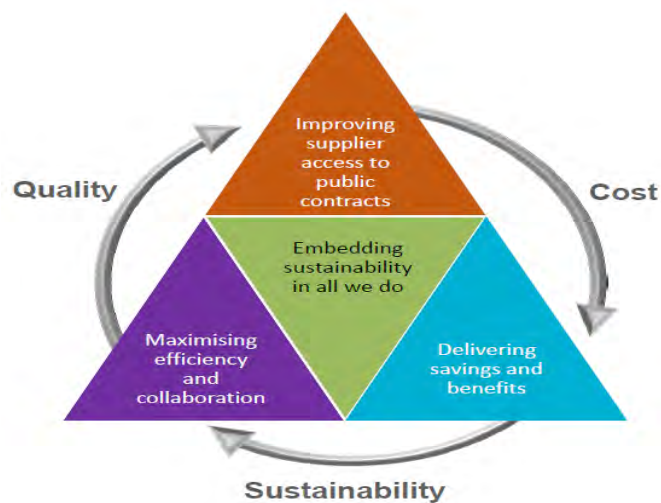 Improving
supplier
access to
public
contracts
Quality
Cost
Embedding
sustainability
in all we do
Maximising
efficiency
and
collaboration
Delivering
savings and
benefits
Sustainability